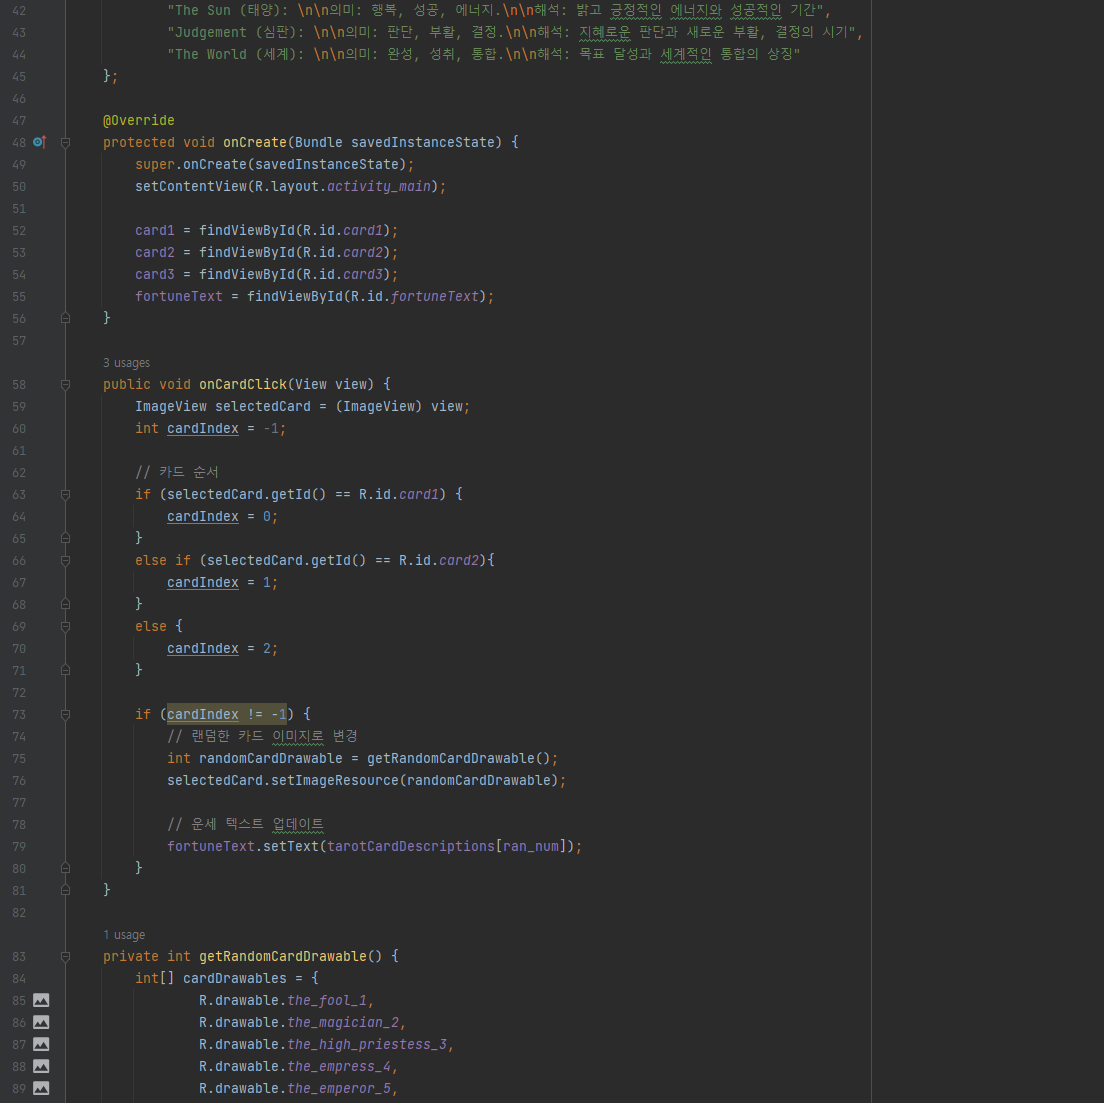 42 "The Sun (태양): \n\n의미: 행복, 성공, 에너지.\n\n해석: 밝고 긍정적인 에너지와 성공적인 기간",
43 "Judgement (심판): \n\n의미: 판단, 부활, 결정.\n\n해석: 지혜로운 판단과 새로운 부활, 결정의 시기",
44 "The World (세계): \n\n의미: 완성, 성취, 통합.\n\n해석: 목표 달성과 세계적인 통합의 상징"
45 };
46
47 @Override
48 protected void onCreate(Bundle savedInstanceState) {
49 super.onCreate(savedInstanceState);
50 setContentView(R.layout.activity_main);
51
52 card1 = findViewById(R.id.card1);
53 card2 = findViewById(R.id.card2);
54 card3 = findViewById(R.id.card3);
55 fortuneText = findViewById(R.id.fortuneText);
56 }
57
3 usages
58 public void onCardClick(View view) {
59 ImageView selectedCard = (ImageView) view;
60 int cardIndex = -1;
61
62 // 카드 순서
63 if (selectedCard.getId() == R.id.card1) {
64 cardIndex = 0;
65 }
66 else if (selectedCard.getId() == R.id.card2){
67 cardIndex = 1;
68 }
69 else {
70 cardIndex = 2;
71 }
72
73 if (cardIndex != -1) {
74 // 랜덤한 카드 이미지로 변경
75 int randomCardDrawable = getRandomCardDrawable();
76 selectedCard.setImageResource(randomCardDrawable);
77
78 // 운세 텍스트 업데이트
79 fortuneText.setText(tarotCardDescriptions[ran_num]);
80 }
81 }
82
1 usage
83 private int getRandomCardDrawable() {
84 int[] cardDrawables = {
85 R.drawable.the_fool_1,
86 R.drawable.the_magician_2,
87 R.drawable.the_high_priestess_3,
88 R.drawable.the_empress_4,
89 R.drawable.the_emperor_5,